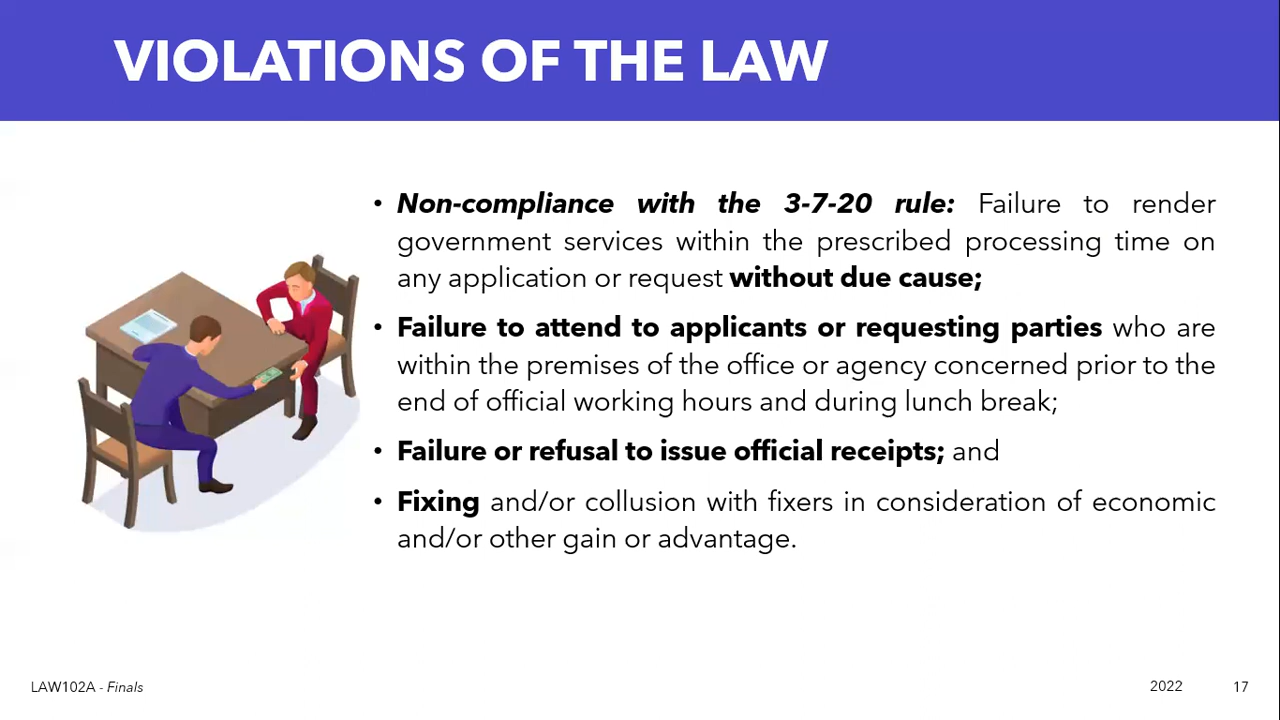 VIOLATIONS OF THE LAW
• Non-compliance with the 3-7-20 rule: Failure to render
government services within the prescribed processing time on
any application or request without due cause;
• Failure to attend to applicants or requesting parties who are
within the premises of the office or agency concerned prior to the
end of official working hours and during lunch break;
• Failure or refusal to issue official receipts; and
• Fixing and/or collusion with fixers in consideration of economic
and/or other gain or advantage.
LAW102A - Finals
2022
17